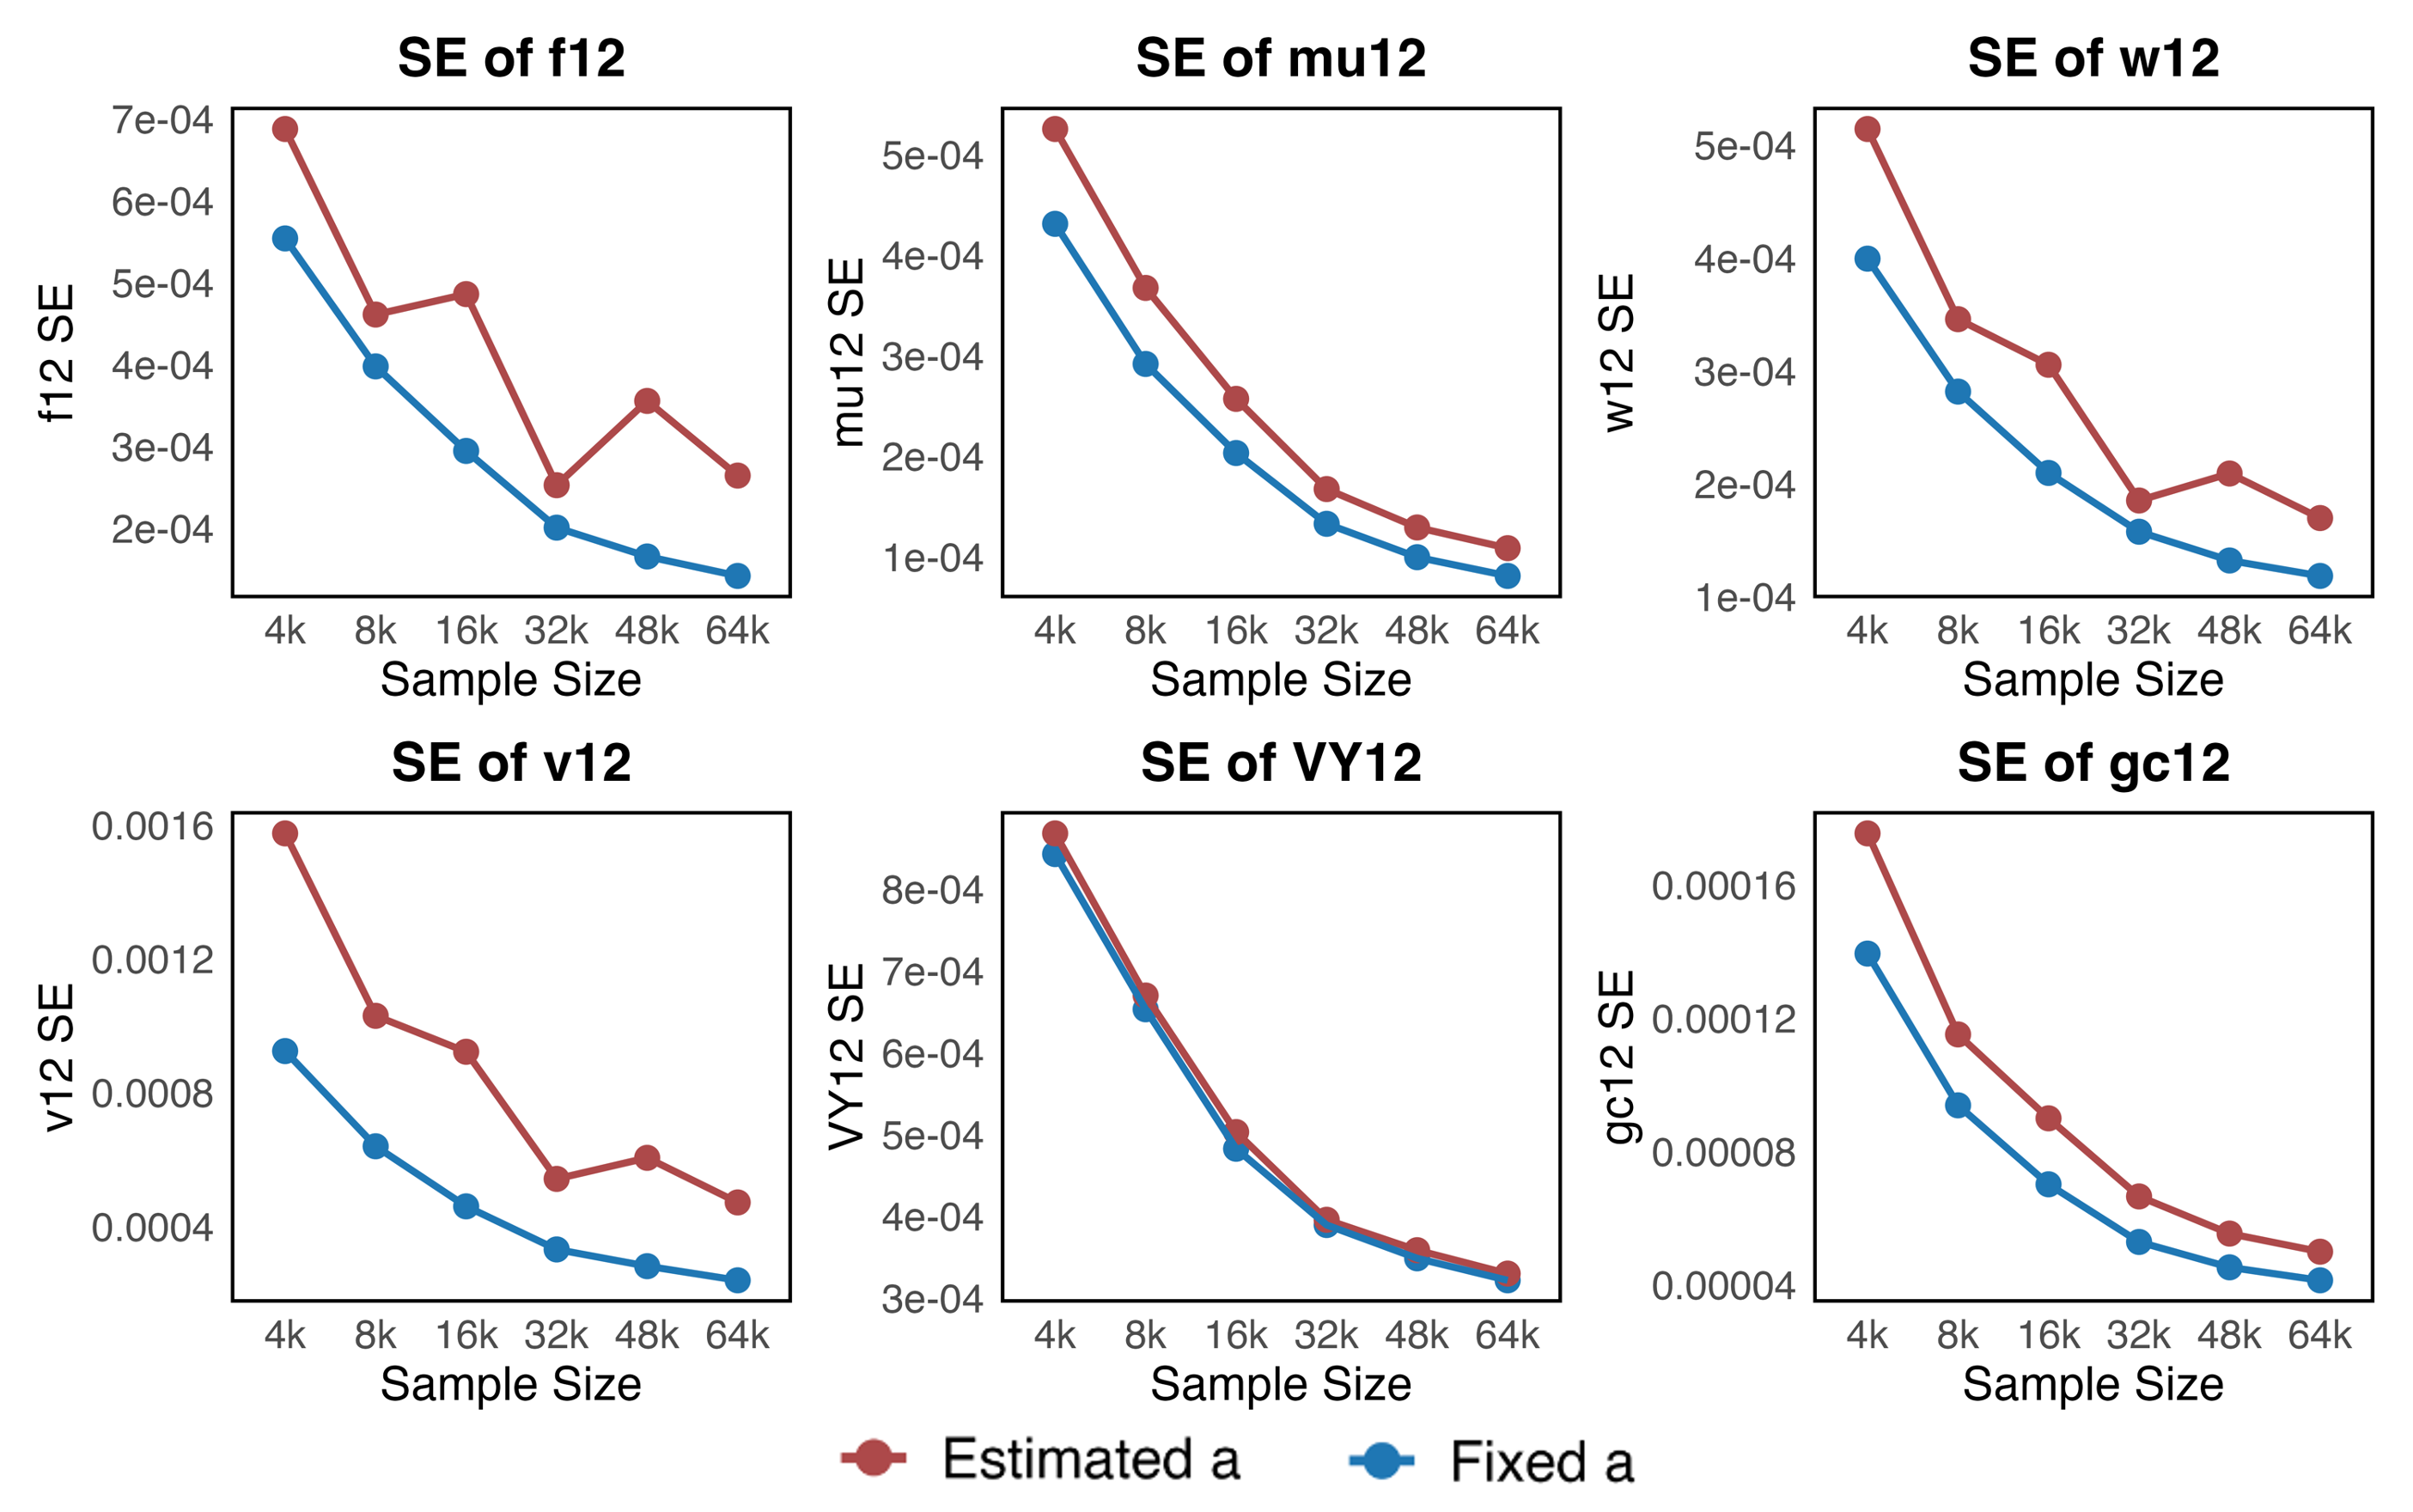 SE of f12
f12 SE
7e-04
6e-04
5e-04
4e-04
3e-04
2e-04
4k 8k 16k 32k 48k 64k
Sample Size
SE of mu12
mu12 SE
5e-04
4e-04
3e-04
2e-04
1e-04
4k 8k 16k 32k 48k 64k
Sample Size
SE of w12
w12 SE
5e-04
4e-04
3e-04
2e-04
1e-04
4k 8k 16k 32k 48k 64k
Sample Size
SE of v12
v12 SE
0.0016
0.0012
0.0008
0.0004
4k 8k 16k 32k 48k 64k
Sample Size
SE of VY12
VY12 SE
8e-04
7e-04
6e-04
5e-04
4e-04
3e-04
4k 8k 16k 32k 48k 64k
Sample Size
SE of gc12
gc12 SE
0.00016
0.00012
0.00008
0.00004
4k 8k 16k 32k 48k 64k
Sample Size
Estimated a
Fixed a